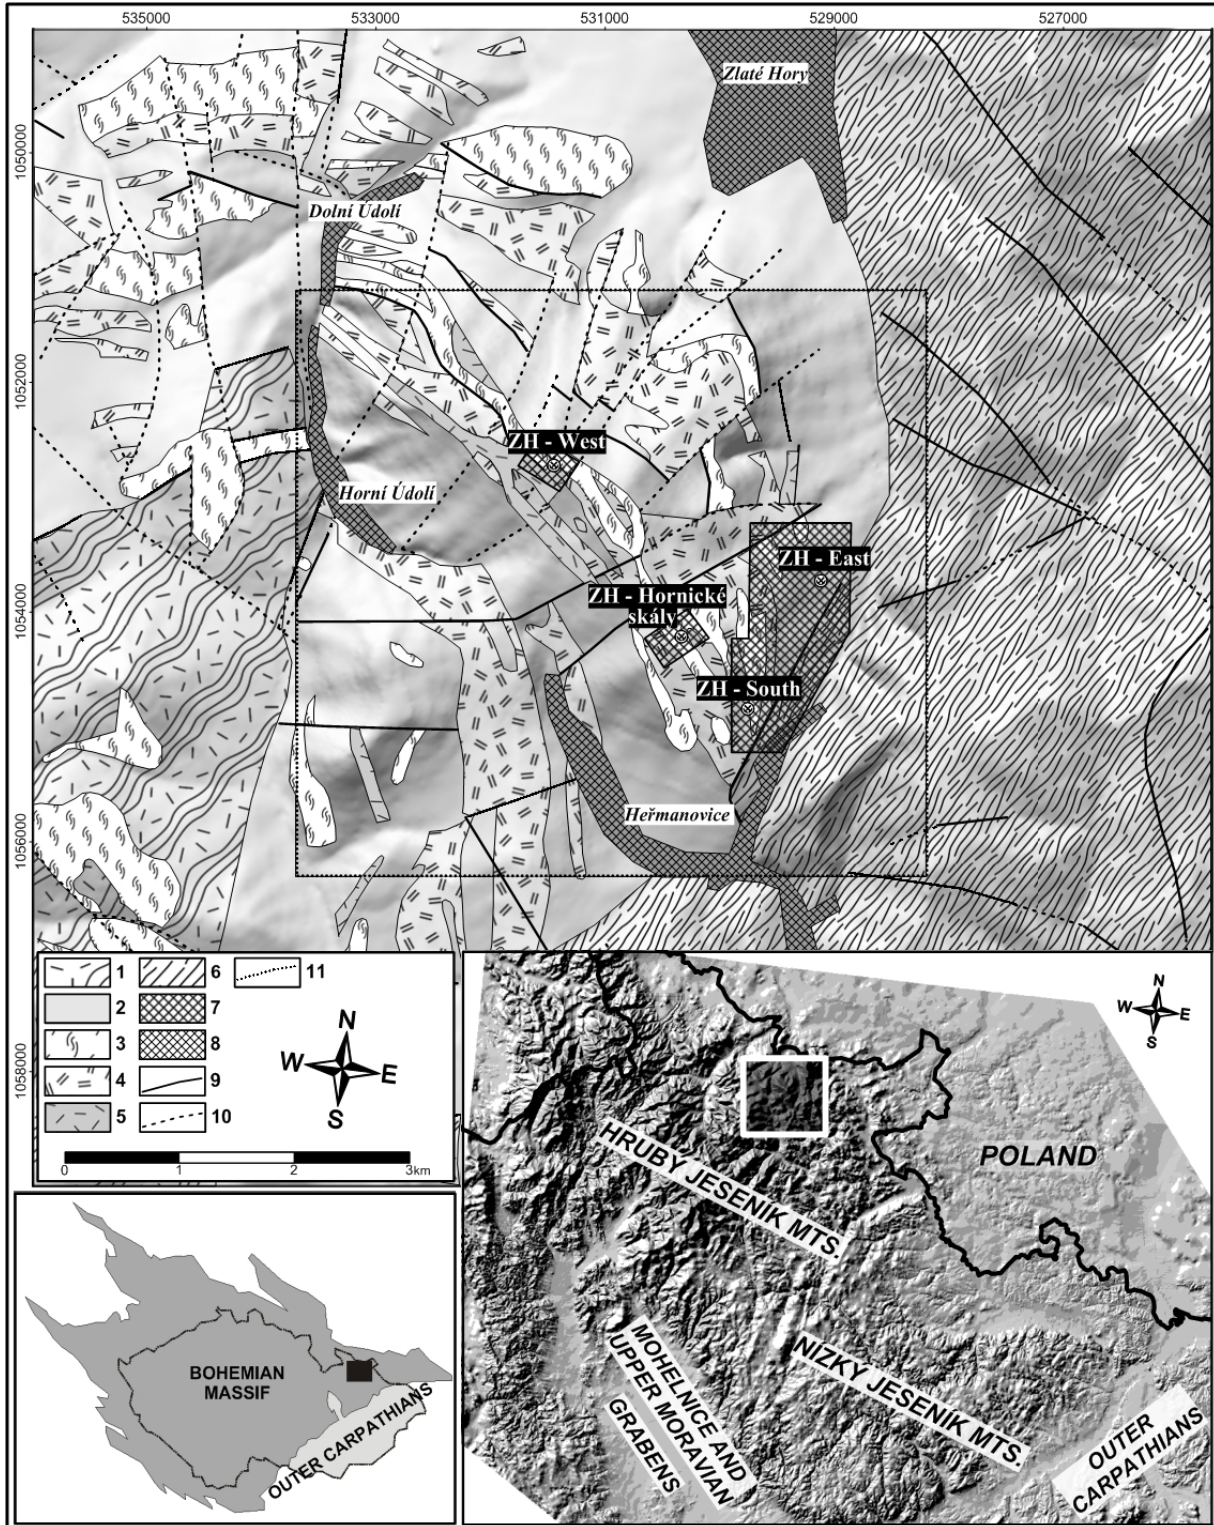 535000
533000
531000
529000
527000
1050000
1052000
1054000
1056000
1058000
Zlaté Hory
Dolní Údolí
ZH - West
Horní Údolí
ZH - East
ZH - Hornické
skály
ZH - South
Heřmanovice
1
2
3
4
5
6
7
8
9
10
11
N
W
E
S
0
1
2
3km
BOHEMIAN
MASSIF
OUTER CARPATHIANS
N
W
E
S
POLAND
HRUBY JESENIK MTS.
NIZKÝ JESENIK MTS.
MOHELNICE AND
UPPER MORAVIAN
GRABENS
OUTER
CARPATHIANS